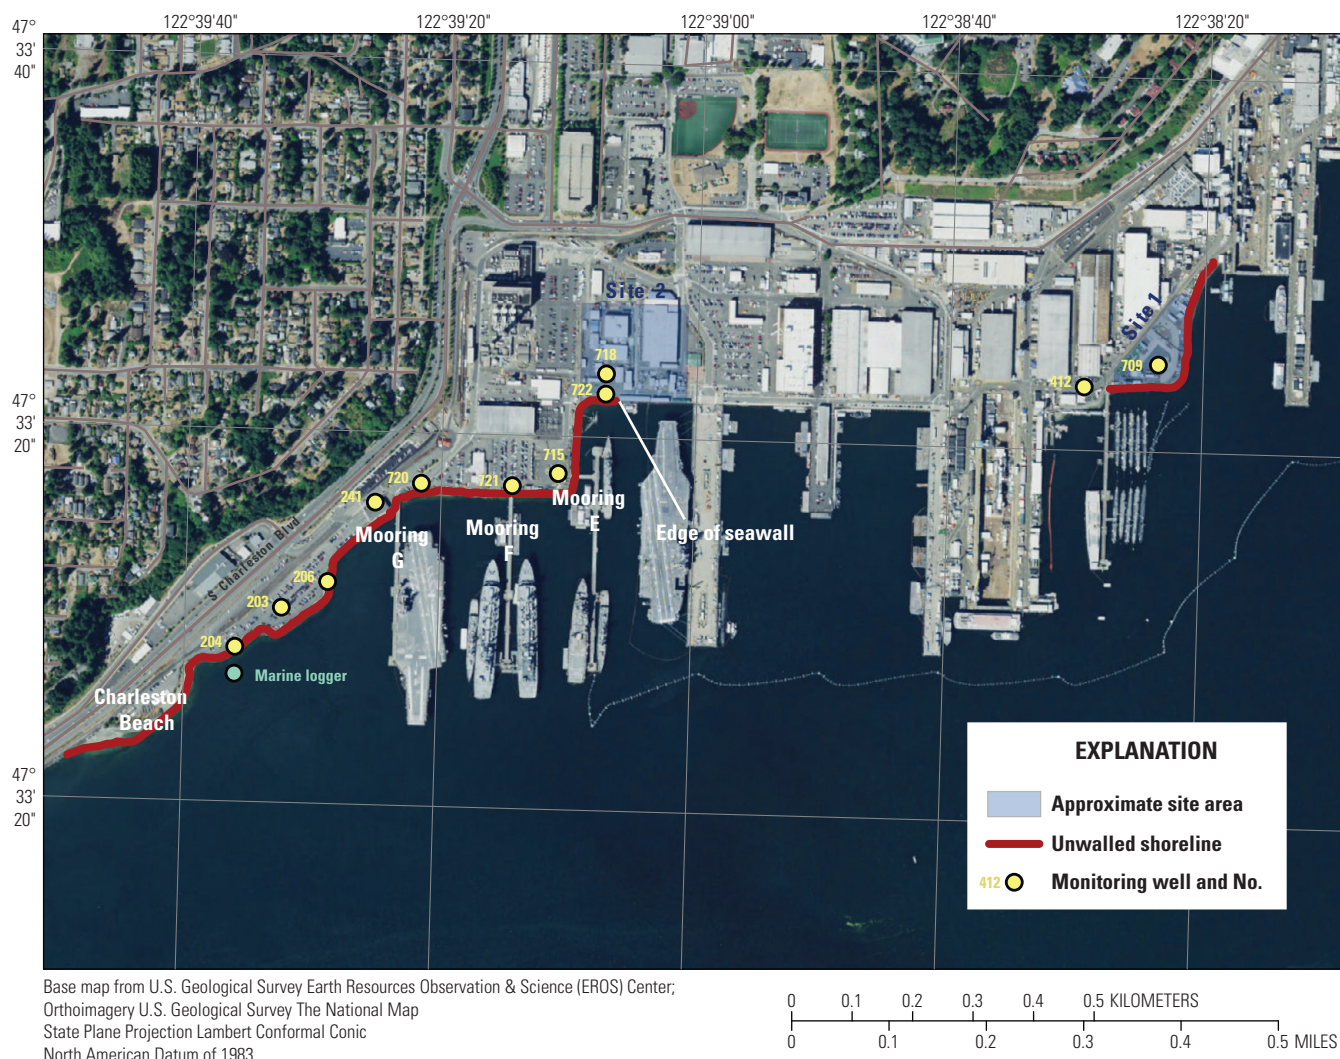 122°39'40"
122°39'20"
122°39'00"
122°38'40"
122°38'20"
47°
33'
40"
Site 2
Site 1
718
722
709
412
47°
33'
20"
715
720
721
241
Mooring
E
Mooring
F
Mooring
G
Edge of seawall
S Charleston Blvd
206
203
204
Marine logger
Charleston
Beach
47°
33'
20"
EXPLANATION
Approximate site area
Unwalled shoreline
412
Monitoring well and No.
Base map from U.S. Geological Survey Earth Resources Observation & Science (EROS) Center;
Orthoimagery U.S. Geological Survey The National Map
State Plane Projection Lambert Conformal Conic
North American Datum of 1983
0 0.1 0.2 0.3 0.4 0.5 KILOMETERS
0 0.1 0.2 0.3 0.4 0.5 MILES